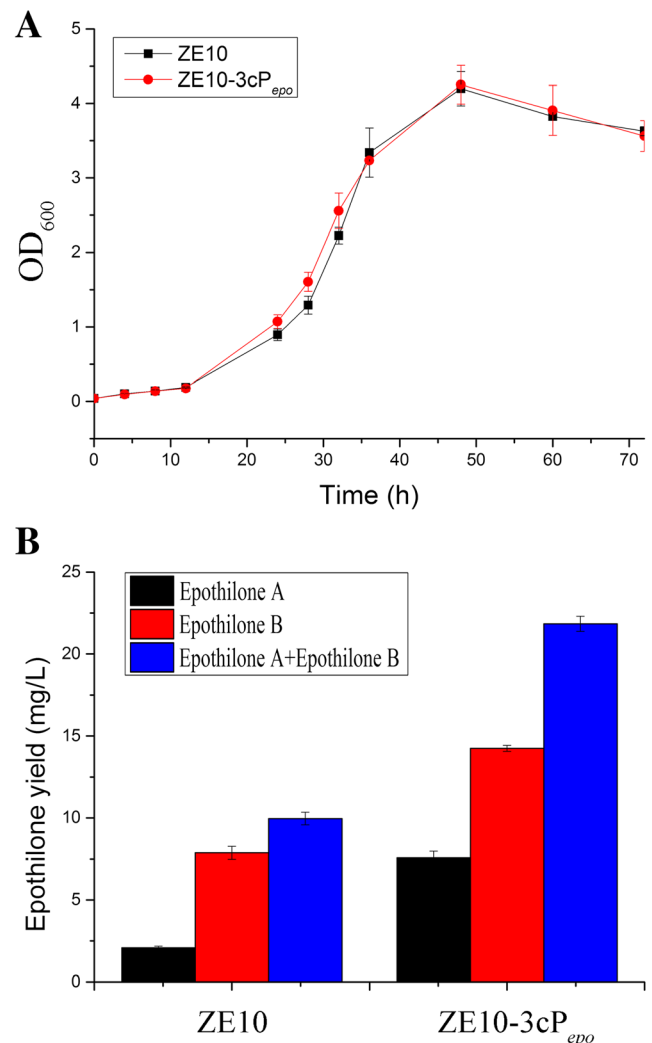 A
ZE10
ZE10-3cPepo
5
4
3
2
1
0
OD600
0 10 20 30 40 50 60 70
Time (h)
B
Epothilone A
Epothilone B
Epothilone A+Epothilone B
25
20
15
10
5
0
Epothilone yield (mg/L)
ZE10 ZE10-3cPepo